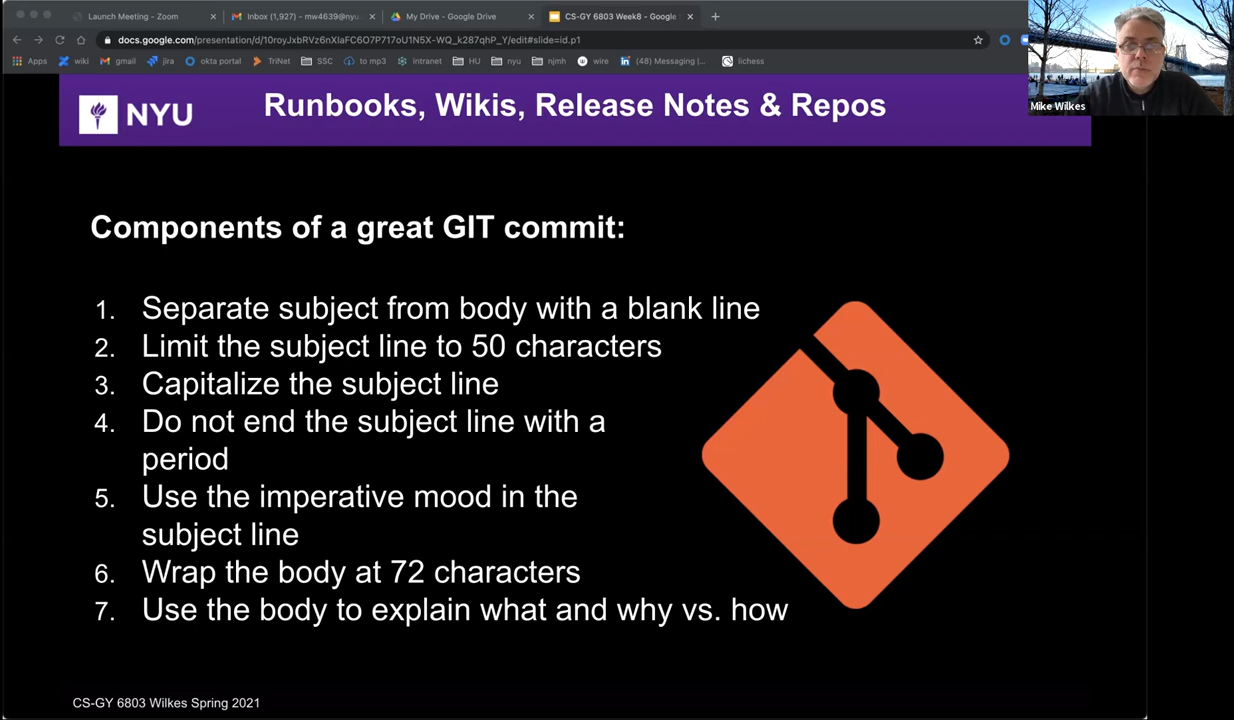 Launch Meeting - Zoom
Inbox (1,927) - mw4639@nyu
My Drive - Google Drive
CS-GY 6803 Week8 - Google
docs.google.com/presentation/d/10royJxbRVz6nXlaFC6O7P717oU1N5X-WQ_k287qhP_Y/edit#slide=id.p1
Apps wiki gmail jira okta portal TriNet SSC to mp3 intranet HU nyu njmh wire (48) Messaging |... lichess
Mike Wilkes
NYU
Runbooks, Wikis, Release Notes & Repos
Components of a great GIT commit:
1. Separate subject from body with a blank line
2. Limit the subject line to 50 characters
3. Capitalize the subject line
4. Do not end the subject line with a
period
5. Use the imperative mood in the
subject line
6. Wrap the body at 72 characters
7. Use the body to explain what and why vs. how
CS-GY 6803 Wilkes Spring 2021